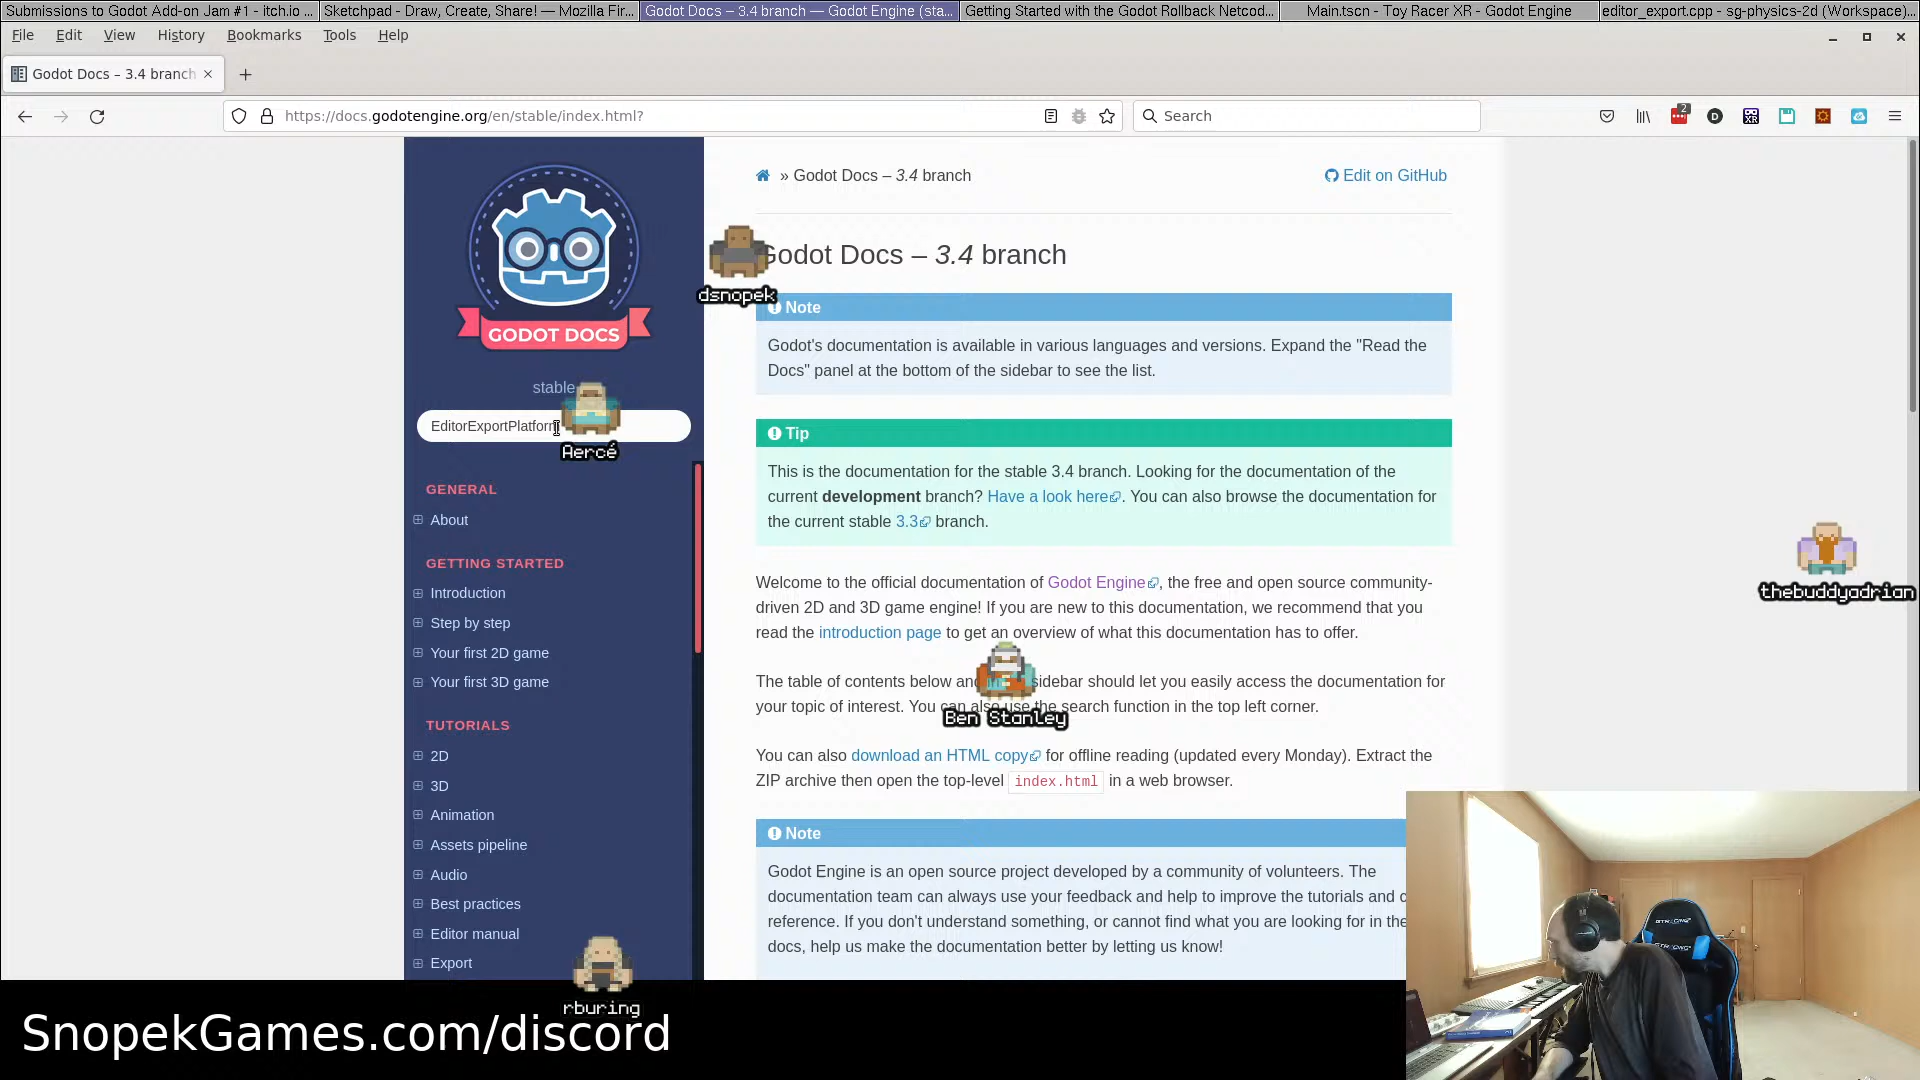 Submissions to Godot Add-on Jam #1 - itch.io ...
Sketchpad - Draw, Create, Share! — Mozilla Fir...
Godot Docs – 3.4 branch — Godot Engine (sta...
Getting Started with the Godot Rollback Netcod...
Main.tscn - Toy Racer XR - Godot Engine
editor_export.cpp - sg-physics-2d (Workspace)...
File Edit View History Bookmarks Tools Help
Godot Docs – 3.4 branch
https://docs.godotengine.org/en/stable/index.html?
Search
2
GODOT DOCS
stable
EditorExportPlatform
Aercé
GENERAL
About
GETTING STARTED
Introduction
Step by step
Your first 2D game
Your first 3D game
TUTORIALS
2D
3D
Animation
Assets pipeline
Audio
Best practices
Editor manual
Export
rburing
» Godot Docs – 3.4 branch
Edit on GitHub
Godot Docs – 3.4 branch
dsnopek
Note
Godot's documentation is available in various languages and versions. Expand the "Read the
Docs" panel at the bottom of the sidebar to see the list.
Tip
This is the documentation for the stable 3.4 branch. Looking for the documentation of the
current development branch? Have a look here. You can also browse the documentation for
the current stable 3.3 branch.
Welcome to the official documentation of Godot Engine, the free and open source community-
driven 2D and 3D game engine! If you are new to this documentation, we recommend that you
read the introduction page to get an overview of what this documentation has to offer.
The table of contents below and sidebar should let you easily access the documentation for
your topic of interest. You can also use the search function in the top left corner.
Ben Stanley
thebuddyadrian
You can also download an HTML copy for offline reading (updated every Monday). Extract the
ZIP archive then open the top-level index.html in a web browser.
Note
Godot Engine is an open source project developed by a community of volunteers. The
documentation team can always use your feedback and help to improve the tutorials and c
reference. If you don't understand something, or cannot find what you are looking for in the
docs, help us make the documentation better by letting us know!
SnopekGames.com/discord